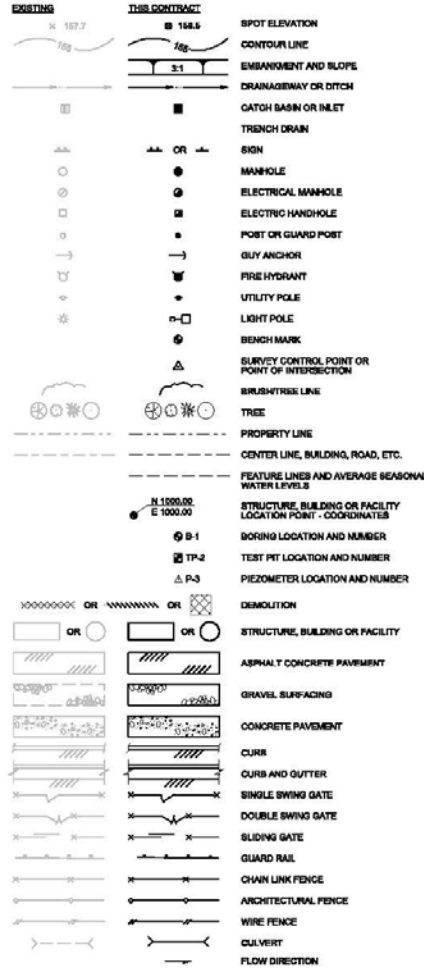 EXISTING THIS CONTRACT
157.7 158.5 SPOT ELEVATION
156 156 CONTOUR LINE
3:1 EMBANKMENT AND SLOPE
DRAINAGEWAY OR DITCH
CATCH BASIN OR INLET
TRENCH DRAIN
OR SIGN
MANHOLE
ELECTRICAL MANHOLE
ELECTRIC HANDHOLE
POST OR GUARD POST
GUY ANCHOR
FIRE HYDRANT
UTILITY POLE
LIGHT POLE
BENCH MARK
SURVEY CONTROL POINT OR
POINT OF INTERSECTION
BRUSH/TREE LINE
TREE
PROPERTY LINE
CENTER LINE, BUILDING, ROAD, ETC.
FEATURE LINES AND AVERAGE SEASONAL
WATER LEVELS
N 1000.00 STRUCTURE, BUILDING OR FACILITY
E 1000.00 LOCATION POINT - COORDINATES
B-1 BORING LOCATION AND NUMBER
TP-2 TEST PIT LOCATION AND NUMBER
P-3 PIEZOMETER LOCATION AND NUMBER
OR OR DEMOLITION
OR OR STRUCTURE, BUILDING OR FACILITY
ASPHALT CONCRETE PAVEMENT
GRAVEL SURFACING
CONCRETE PAVEMENT
CURB
CURB AND GUTTER
SINGLE SWING GATE
DOUBLE SWING GATE
SLIDING GATE
GUARD RAIL
CHAIN LINK FENCE
ARCHITECTURAL FENCE
WIRE FENCE
CULVERT
FLOW DIRECTION